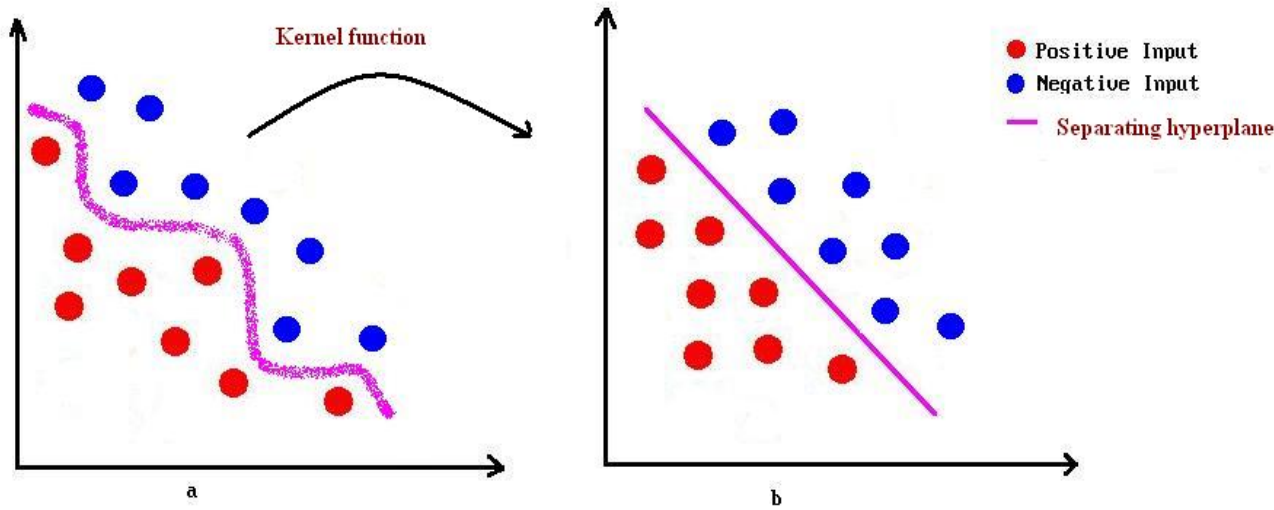 Kernel function
Positive Input
Negative Input
Separating hyperplane
a
b